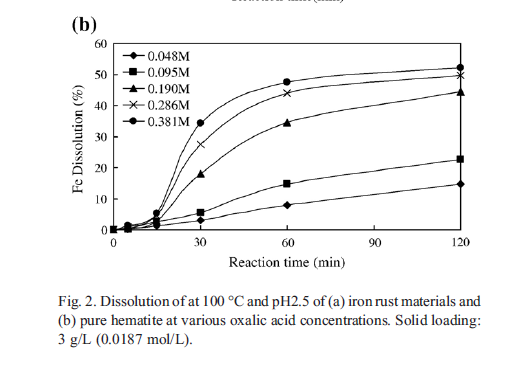 (b)
60
50
40
30
20
10
0
Fe Dissolution (%)
0.048M
0.095M
0.190M
0.286M
0.381M
0 30 60 90 120
Reaction time (min)
Fig. 2. Dissolution of at 100 °C and pH2.5 of (a) iron rust materials and
(b) pure hematite at various oxalic acid concentrations. Solid loading:
3 g/L (0.0187 mol/L).